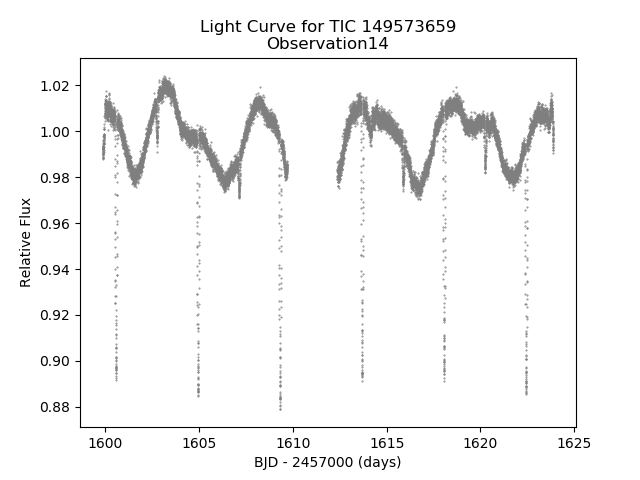 Light Curve for TIC 149573659
Observation14
Relative Flux
1.02
1.00
0.98
0.96
0.94
0.92
0.90
0.88
1600 1605 1610 1615 1620 1625
BJD - 2457000 (days)